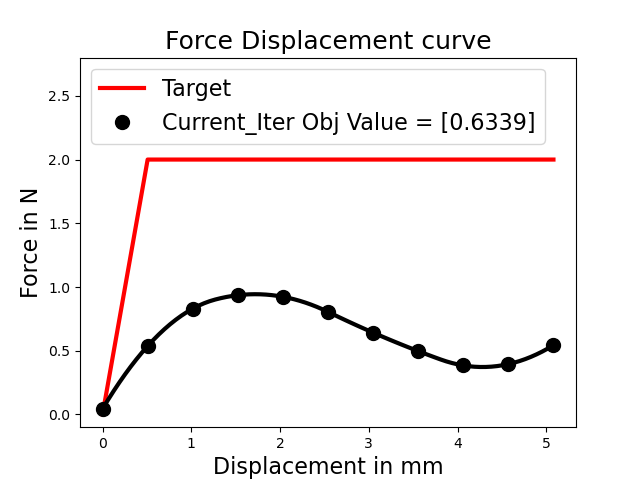 Force Displacement curve
Target
Current_Iter Obj Value = [0.6339]
2.5
2.0
1.5
1.0
0.5
0.0
Force in N
0 1 2 3 4 5
Displacement in mm